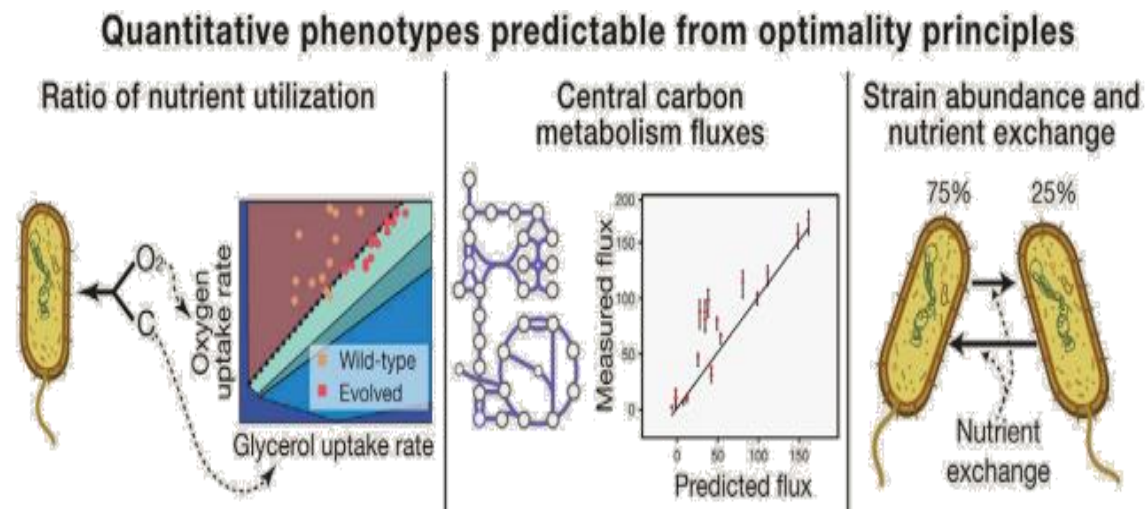 Quantitative phenotypes predictable from optimality principles
Ratio of nutrient utilization
O2
C
Oxygen
uptake rate
Wild-type
Evolved
Glycerol uptake rate
Central carbon
metabolism fluxes
Measured flux
200
150
100
50
0
0
50
100
150
Predicted flux
Strain abundance and
nutrient exchange
75%
25%
Nutrient
exchange